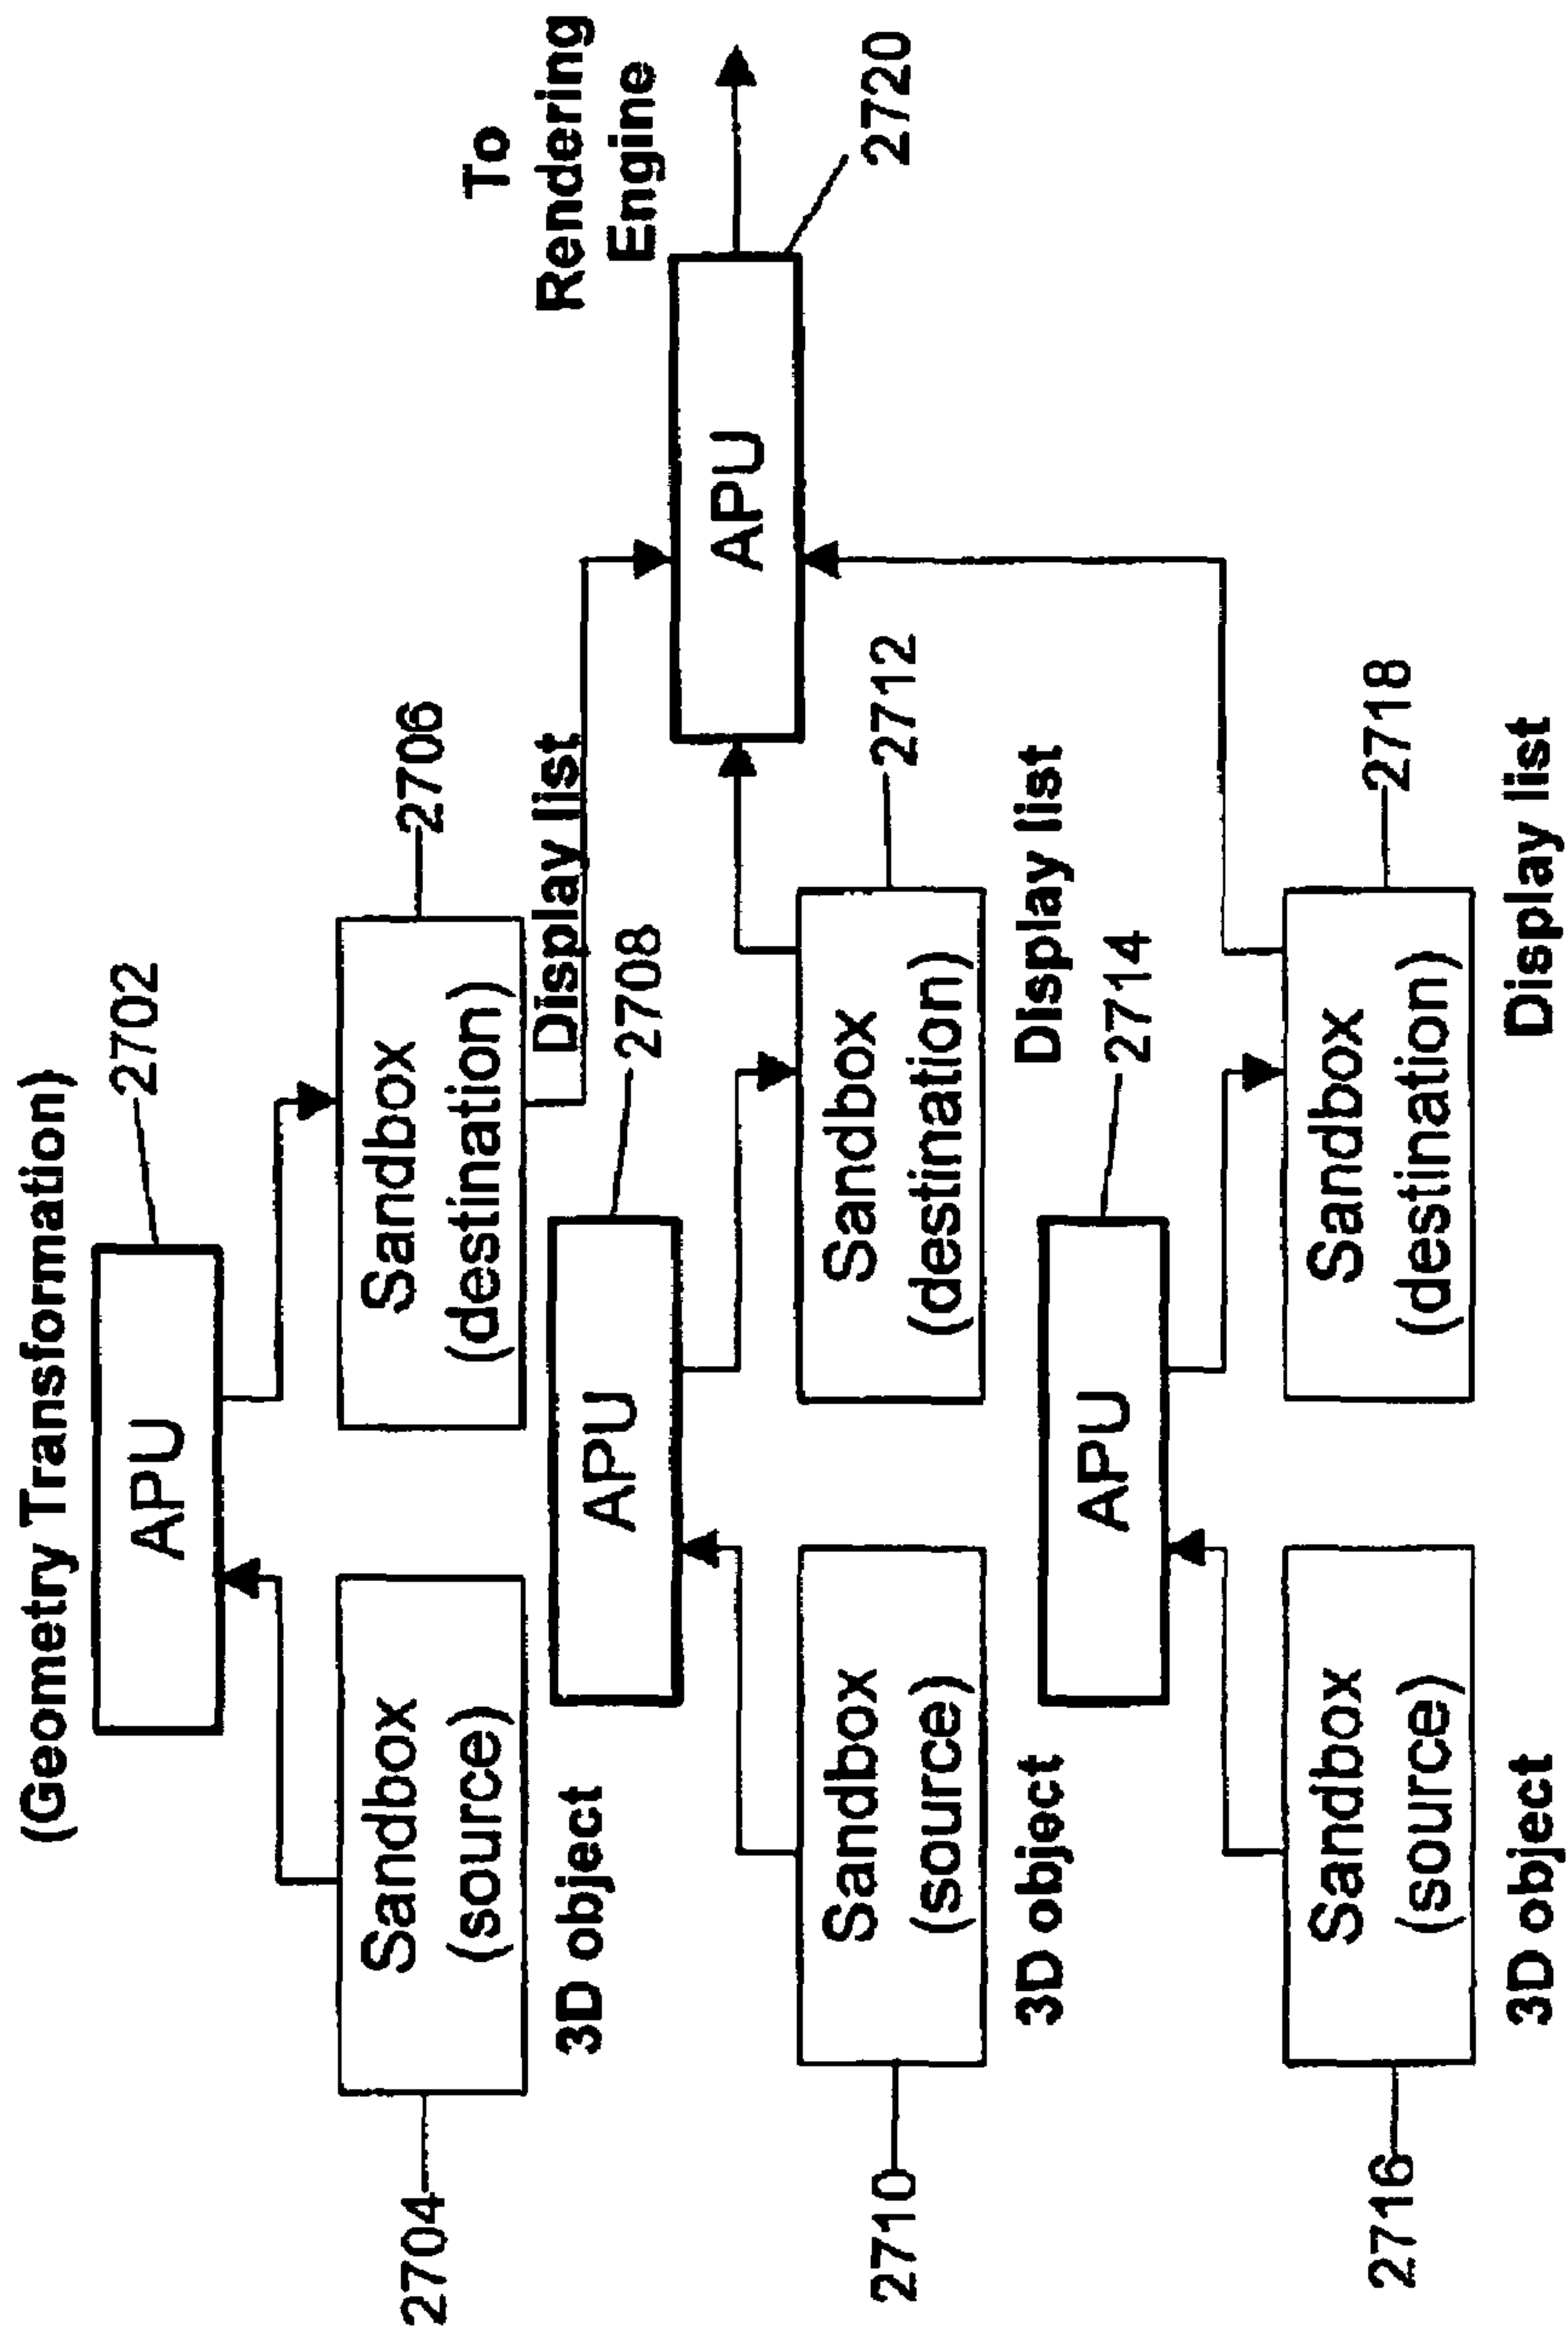 (Geometry Transformation)
2702
APU
2704
Sandbox
(source)
3D object
2706
Sandbox
(destination)
Display list
To
Rendering
Engine
2708
APU
2720
APU
2710
Sandbox
(source)
3D object
2712
Sandbox
(destination)
Display list
2714
APU
2716
Sandbox
(source)
3D object
2718
Sandbox
(destination)
Display list